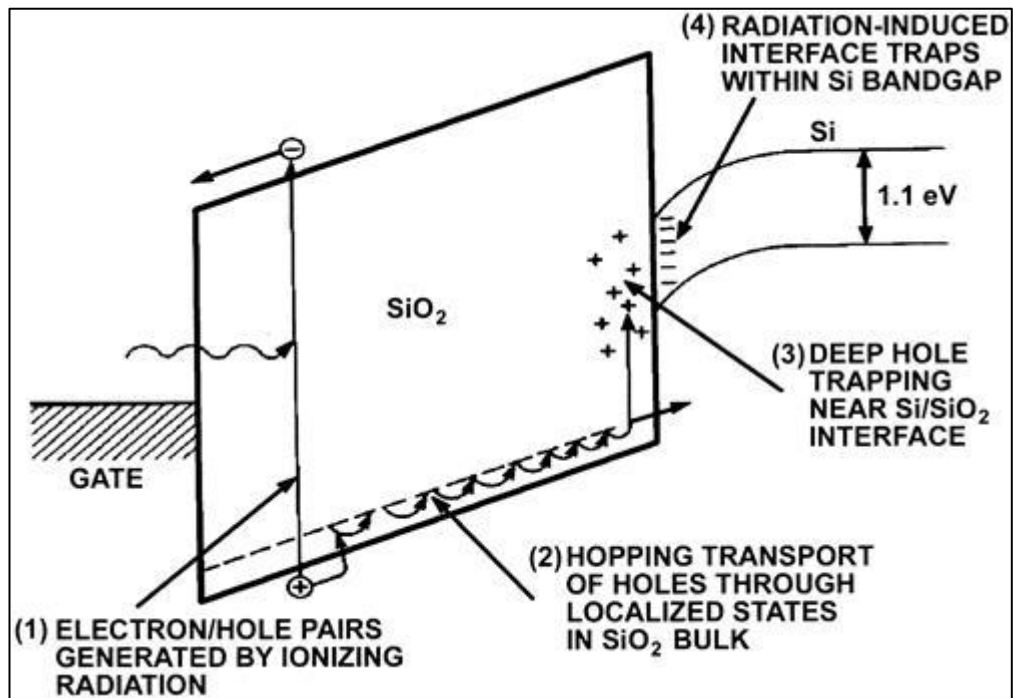 (4) RADIATION-INDUCED
INTERFACE TRAPS
WITHIN Si BANDGAP
Si
1.1 eV
SiO₂
(3) DEEP HOLE
TRAPPING
NEAR Si/SiO₂
INTERFACE
GATE
(2) HOPPING TRANSPORT
OF HOLES THROUGH
LOCALIZED STATES
IN SiO₂ BULK
(1) ELECTRON/HOLE PAIRS
GENERATED BY IONIZING
RADIATION